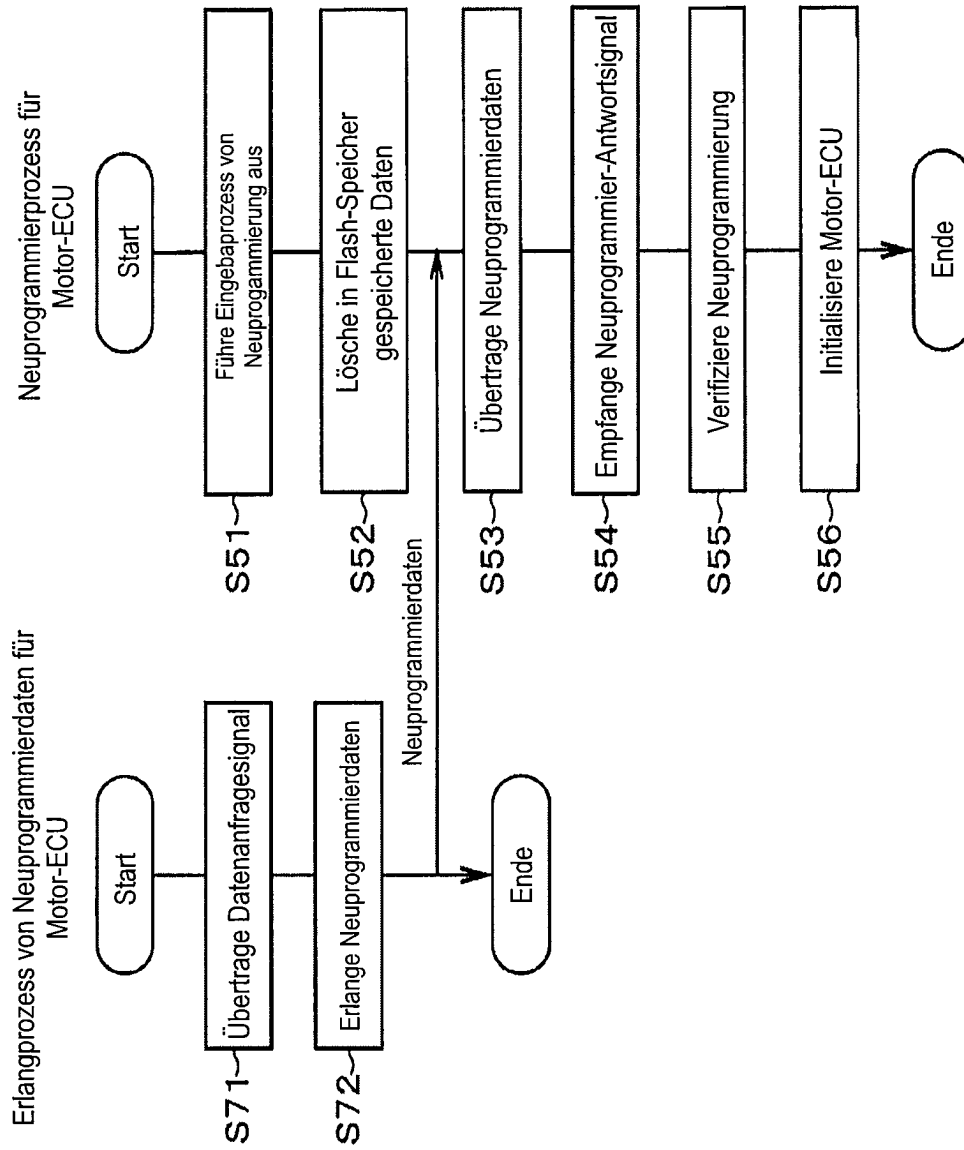 Erlangprozess von Neuprogrammierdaten für
Motor-ECU
Start
S71
Übertrage Datenanfragesignal
S72
Erlange Neuprogrammierdaten
Neuprogrammierdaten
Ende
Neuprogrammierprozess für
Motor-ECU
Start
S51
Führe Eingebaprozess von
Neuprogammierung aus
S52
Lösche in Flash-Speicher
gespeicherte Daten
S53
Übertrage Neuprogrammierdaten
S54
Empfange Neuprogrammier-Antwortsignal
S55
Verifiziere Neuprogrammierung
S56
Initialisiere Motor-ECU
Ende